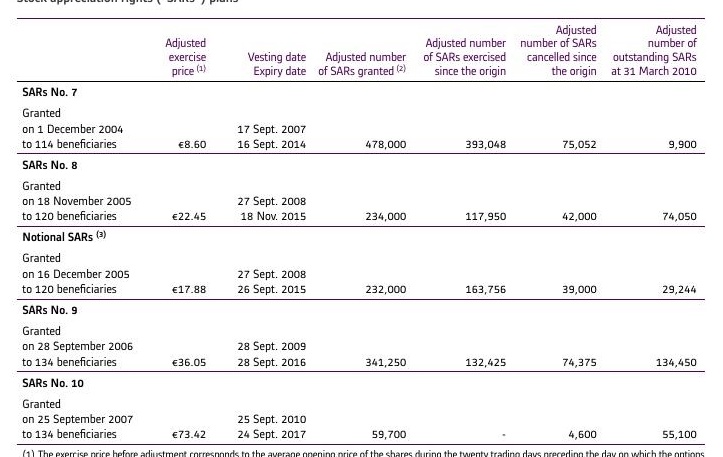 Stock appreciation rights ("SARs") plans
Adjusted exercise price (1) Vesting date Expiry date Adjusted number of SARs granted (2) Adjusted number of SARs exercised since the origin Adjusted number of SARs cancelled since the origin Adjusted number of outstanding SARs at 31 March 2010
SARs No. 7
Granted
on 1 December 2004 17 Sept. 2007
to 114 beneficiaries €8.60 16 Sept. 2014 478,000 393,048 75,052 9,900
SARs No. 8
Granted
on 18 November 2005 27 Sept. 2008
to 120 beneficiaries €22.45 18 Nov. 2015 234,000 117,950 42,000 74,050
Notional SARs (3)
Granted
on 16 December 2005 27 Sept. 2008
to 120 beneficiaries €17.88 26 Sept. 2015 232,000 163,756 39,000 29,244
SARs No. 9
Granted
on 28 September 2006 28 Sept. 2009
to 134 beneficiaries €36.05 28 Sept. 2016 341,250 132,425 74,375 134,450
SARs No. 10
Granted
on 25 September 2007 25 Sept. 2010
to 134 beneficiaries €73.42 24 Sept. 2017 59,700 - 4,600 55,100
(1) The exercise price before adjustment corresponds to the average opening price of the shares during the twenty trading days preceding the day on which the options